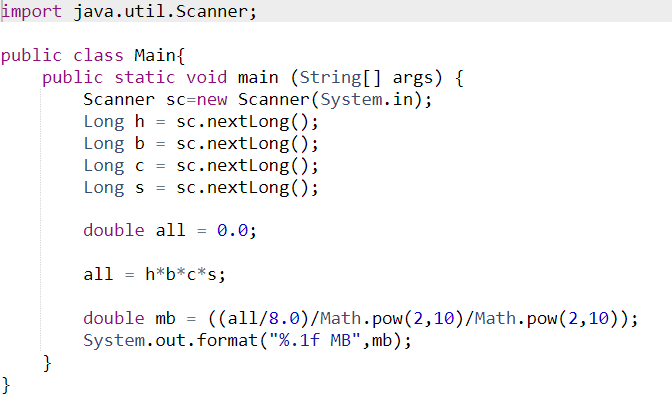 import java.util.Scanner;
public class Main{
public static void main (String[] args) {
Scanner sc=new Scanner(System.in);
Long h = sc.nextLong();
Long b = sc.nextLong();
Long c = sc.nextLong();
Long s = sc.nextLong();
double all = 0.0;
all = h*b*c*s;
double mb = ((all/8.0)/Math.pow(2,10)/Math.pow(2,10));
System.out.format("%.1f MB",mb);
}
}